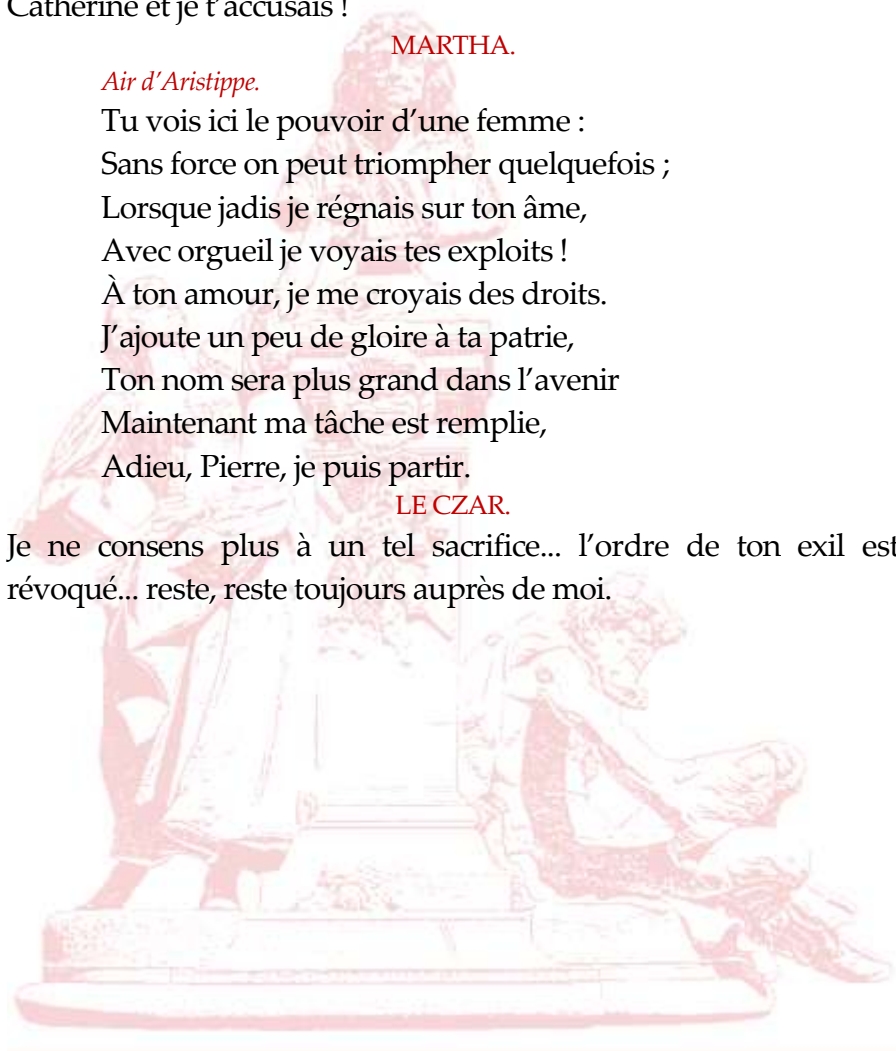 Catherine et je t’accusais !
MARTHA.
Air d’Aristippe.
Tu vois ici le pouvoir d’une femme :
Sans force on peut triompher quelquefois ;
Lorsque jadis je régnais sur ton âme,
Avec orgueil je voyais tes exploits !
À ton amour, je me croyais des droits.
J’ajoute un peu de gloire à ta patrie,
Ton nom sera plus grand dans l’avenir
Maintenant ma tâche est remplie,
Adieu, Pierre, je puis partir.
LE CZAR.
Je ne consens plus à un tel sacrifice... l’ordre de ton exil est
révoqué... reste, reste toujours auprès de moi.